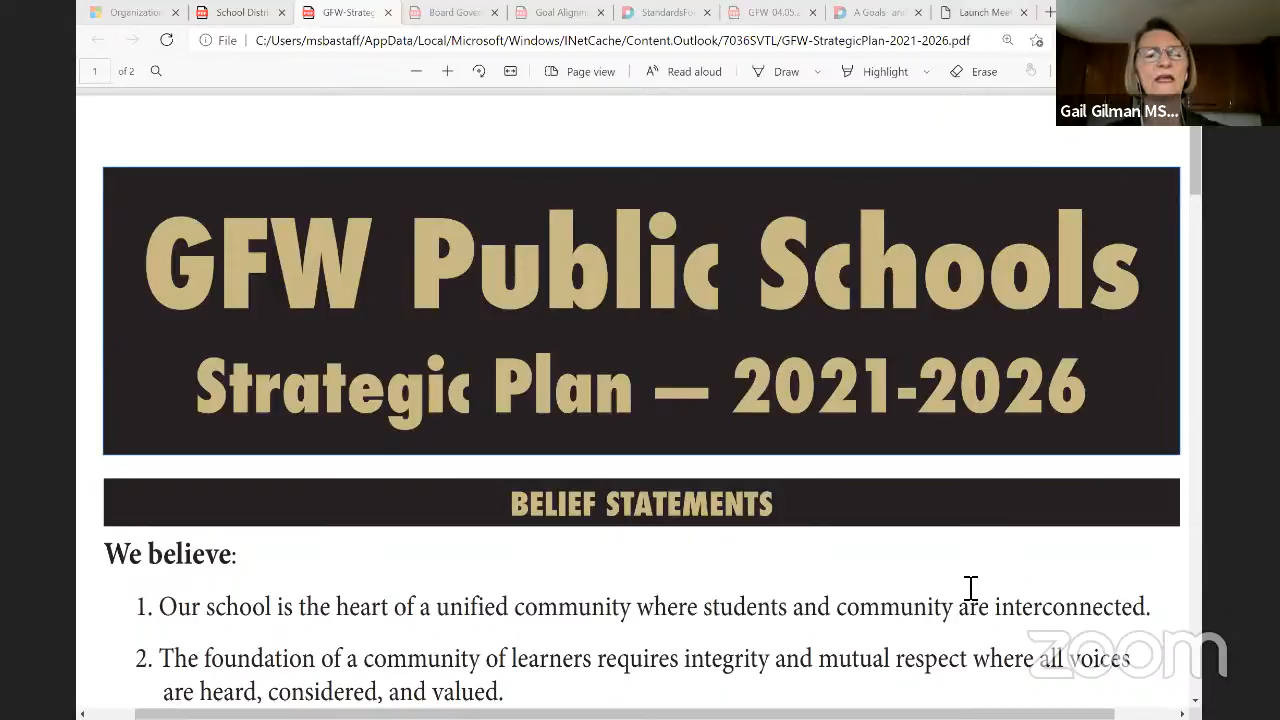 Organization
School Distri
GFW-Strateg
Board Gover
Goal Alignm
StandardsFo
GFW 04.05.2
A Goals- and
Launch Meet
File
C:/Users/msbastaff/AppData/Local/Microsoft/Windows/INetCache/Content.Outlook/7036SVTL/GFW-StrategicPlan-2021-2026.pdf
1 of 2
Page view
Read aloud
Draw
Highlight
Erase
Gail Gilman MS...
GFW Public Schools
Strategic Plan — 2021-2026
BELIEF STATEMENTS
We believe:
1. Our school is the heart of a unified community where students and community are interconnected.
2. The foundation of a community of learners requires integrity and mutual respect where all voices
are heard, considered, and valued.
zoom